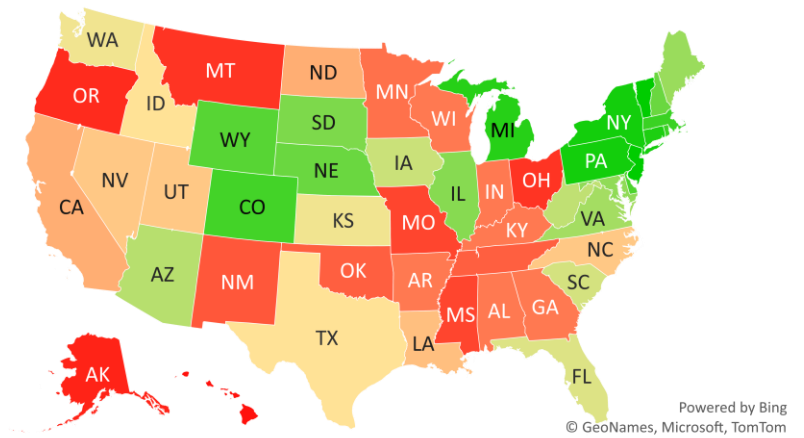 WA
MT
ND
MN
OR
ID
WI
SD
MI
NY
WY
NE
IA
PA
NV
UT
CO
IL
IN
OH
CA
KS
MO
KY
VA
AZ
NM
OK
AR
NC
SC
TX
LA
MS
AL
GA
FL
AK
Powered by Bing
© GeoNames, Microsoft, TomTom